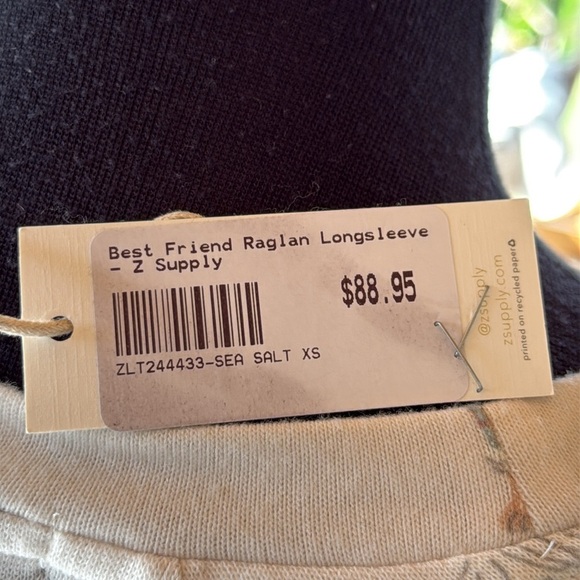 Best Friend Raglan Longsleeve
- Z Supply
$88.95
ZLT244433-SEA SALT XS
@zsupply
zsupply.com
printed on recycled paper